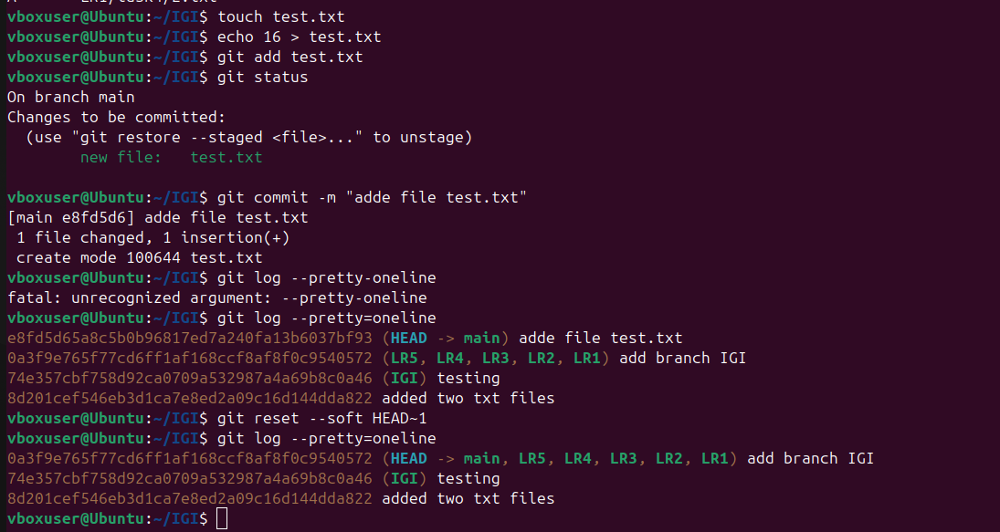 vboxuser@Ubuntu:~/IGI$ touch test.txt
vboxuser@Ubuntu:~/IGI$ echo 16 > test.txt
vboxuser@Ubuntu:~/IGI$ git add test.txt
vboxuser@Ubuntu:~/IGI$ git status
On branch main
Changes to be committed:
  (use "git restore --staged <file>..." to unstage)
        new file:   test.txt

vboxuser@Ubuntu:~/IGI$ git commit -m "adde file test.txt"
[main e8fd5d6] adde file test.txt
 1 file changed, 1 insertion(+)
 create mode 100644 test.txt
vboxuser@Ubuntu:~/IGI$ git log --pretty-oneline
fatal: unrecognized argument: --pretty-oneline
vboxuser@Ubuntu:~/IGI$ git log --pretty=oneline
e8fd5d65a8c5b0b96817ed7a240fa13b6037bf93 (HEAD -> main) adde file test.txt
0a3f9e765f77cd6ff1af168ccf8af8f0c9540572 (LR5, LR4, LR3, LR2, LR1) add branch IGI
74e357cbf758d92ca0709a532987a4a69b8c0a46 (IGI) testing
8d201cef546eb3d1ca7e8ed2a09c16d144dda822 added two txt files
vboxuser@Ubuntu:~/IGI$ git reset --soft HEAD~1
vboxuser@Ubuntu:~/IGI$ git log --pretty=oneline
0a3f9e765f77cd6ff1af168ccf8af8f0c9540572 (HEAD -> main, LR5, LR4, LR3, LR2, LR1) add branch IGI
74e357cbf758d92ca0709a532987a4a69b8c0a46 (IGI) testing
8d201cef546eb3d1ca7e8ed2a09c16d144dda822 added two txt files
vboxuser@Ubuntu:~/IGI$